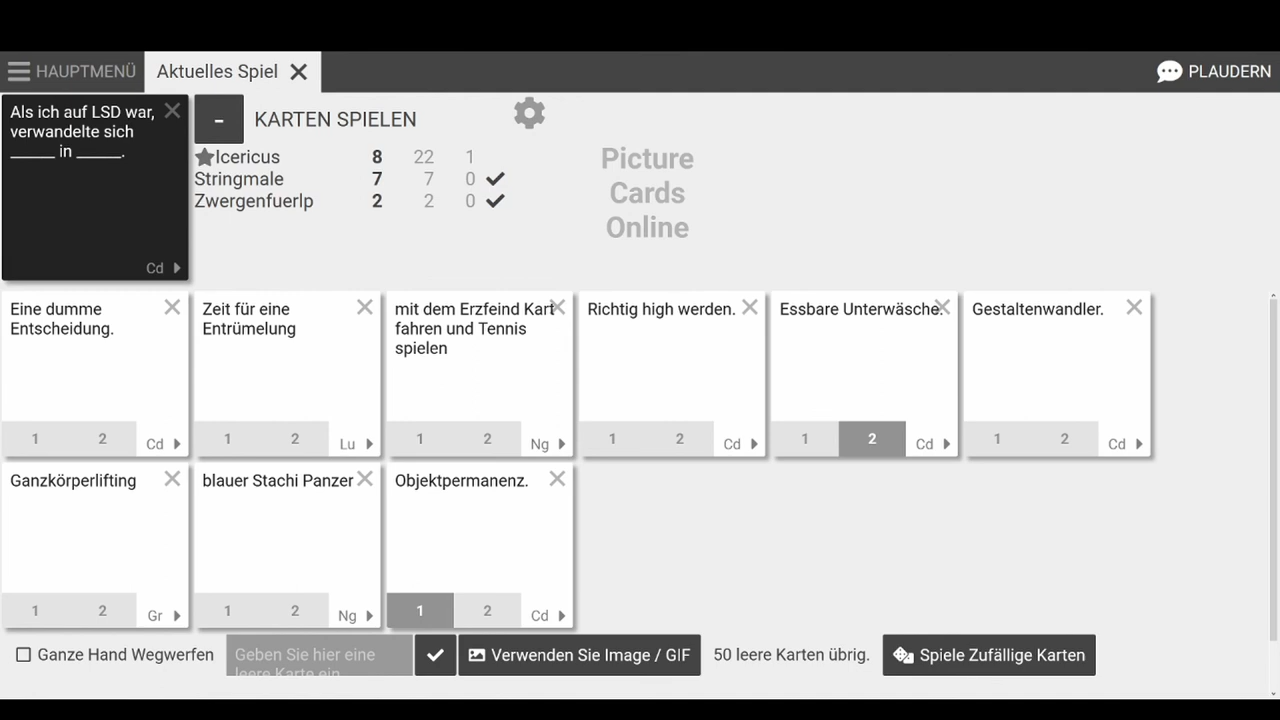 HAUPTMENÜ
Aktuelles Spiel
PLAUDERN
Als ich auf LSD war,
verwandelte sich
_____ in _____.
Cd
-
KARTEN SPIELEN
Icericus 8 22 1
Stringmale 7 7 0
Zwergenfuerlp 2 2 0
Picture
Cards
Online
Eine dumme
Entscheidung.
1 2 Cd
Zeit für eine
Entrümelung
1 2 Lu
mit dem Erzfeind Kart
fahren und Tennis
spielen
1 2 Ng
Richtig high werden.
1 2 Cd
Essbare Unterwäsche.
1 2 Cd
Gestaltenwandler.
1 2 Cd
Ganzkörperlifting
1 2 Gr
blauer Stachi Panzer
1 2 Ng
Objektpermanenz.
1 2 Cd
Ganze Hand Wegwerfen
Geben Sie hier eine
leere Karte ein
Verwenden Sie Image / GIF
50 leere Karten übrig.
Spiele Zufällige Karten